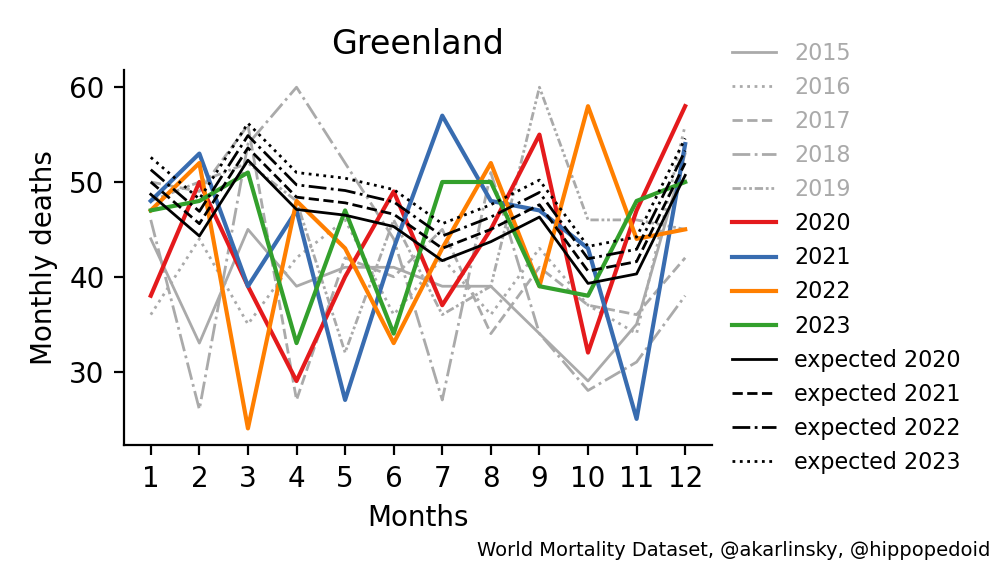 Greenland
Monthly deaths
60
50
40
30
1 2 3 4 5 6 7 8 9 10 11 12
Months
2015
2016
2017
2018
2019
2020
2021
2022
2023
expected 2020
expected 2021
expected 2022
expected 2023
World Mortality Dataset, @akarlinsky, @hippopedoid